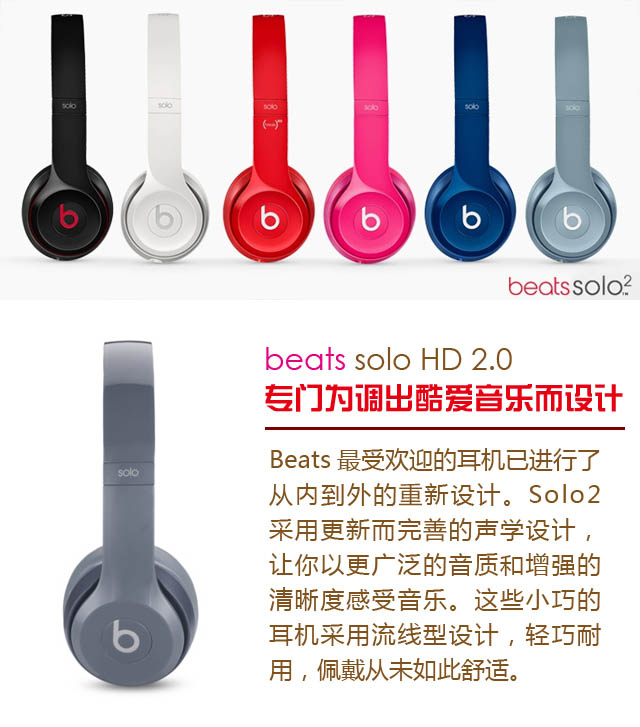 solo solo solo solo solo solo
b b b b b b
beats solo2™
beats solo HD 2.0
专门为调出酷爱音乐而设计
solo
b
Beats 最受欢迎的耳机已进行了
从内到外的重新设计。Solo2
采用更新而完善的声学设计，
让你以更广泛的音质和增强的
清晰度感受音乐。这些小巧的
耳机采用流线型设计，轻巧耐
用，佩戴从未如此舒适。